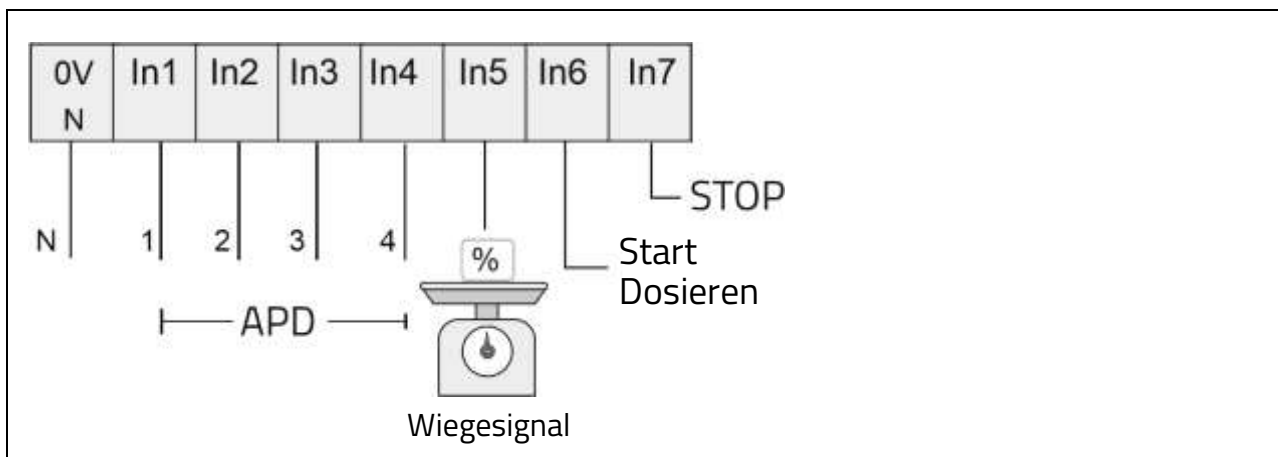 0V In1 In2 In3 In4 In5 In6 In7
N
STOP
N 1 2 3 4 % Start
Dosieren
APD
Wiegesignal